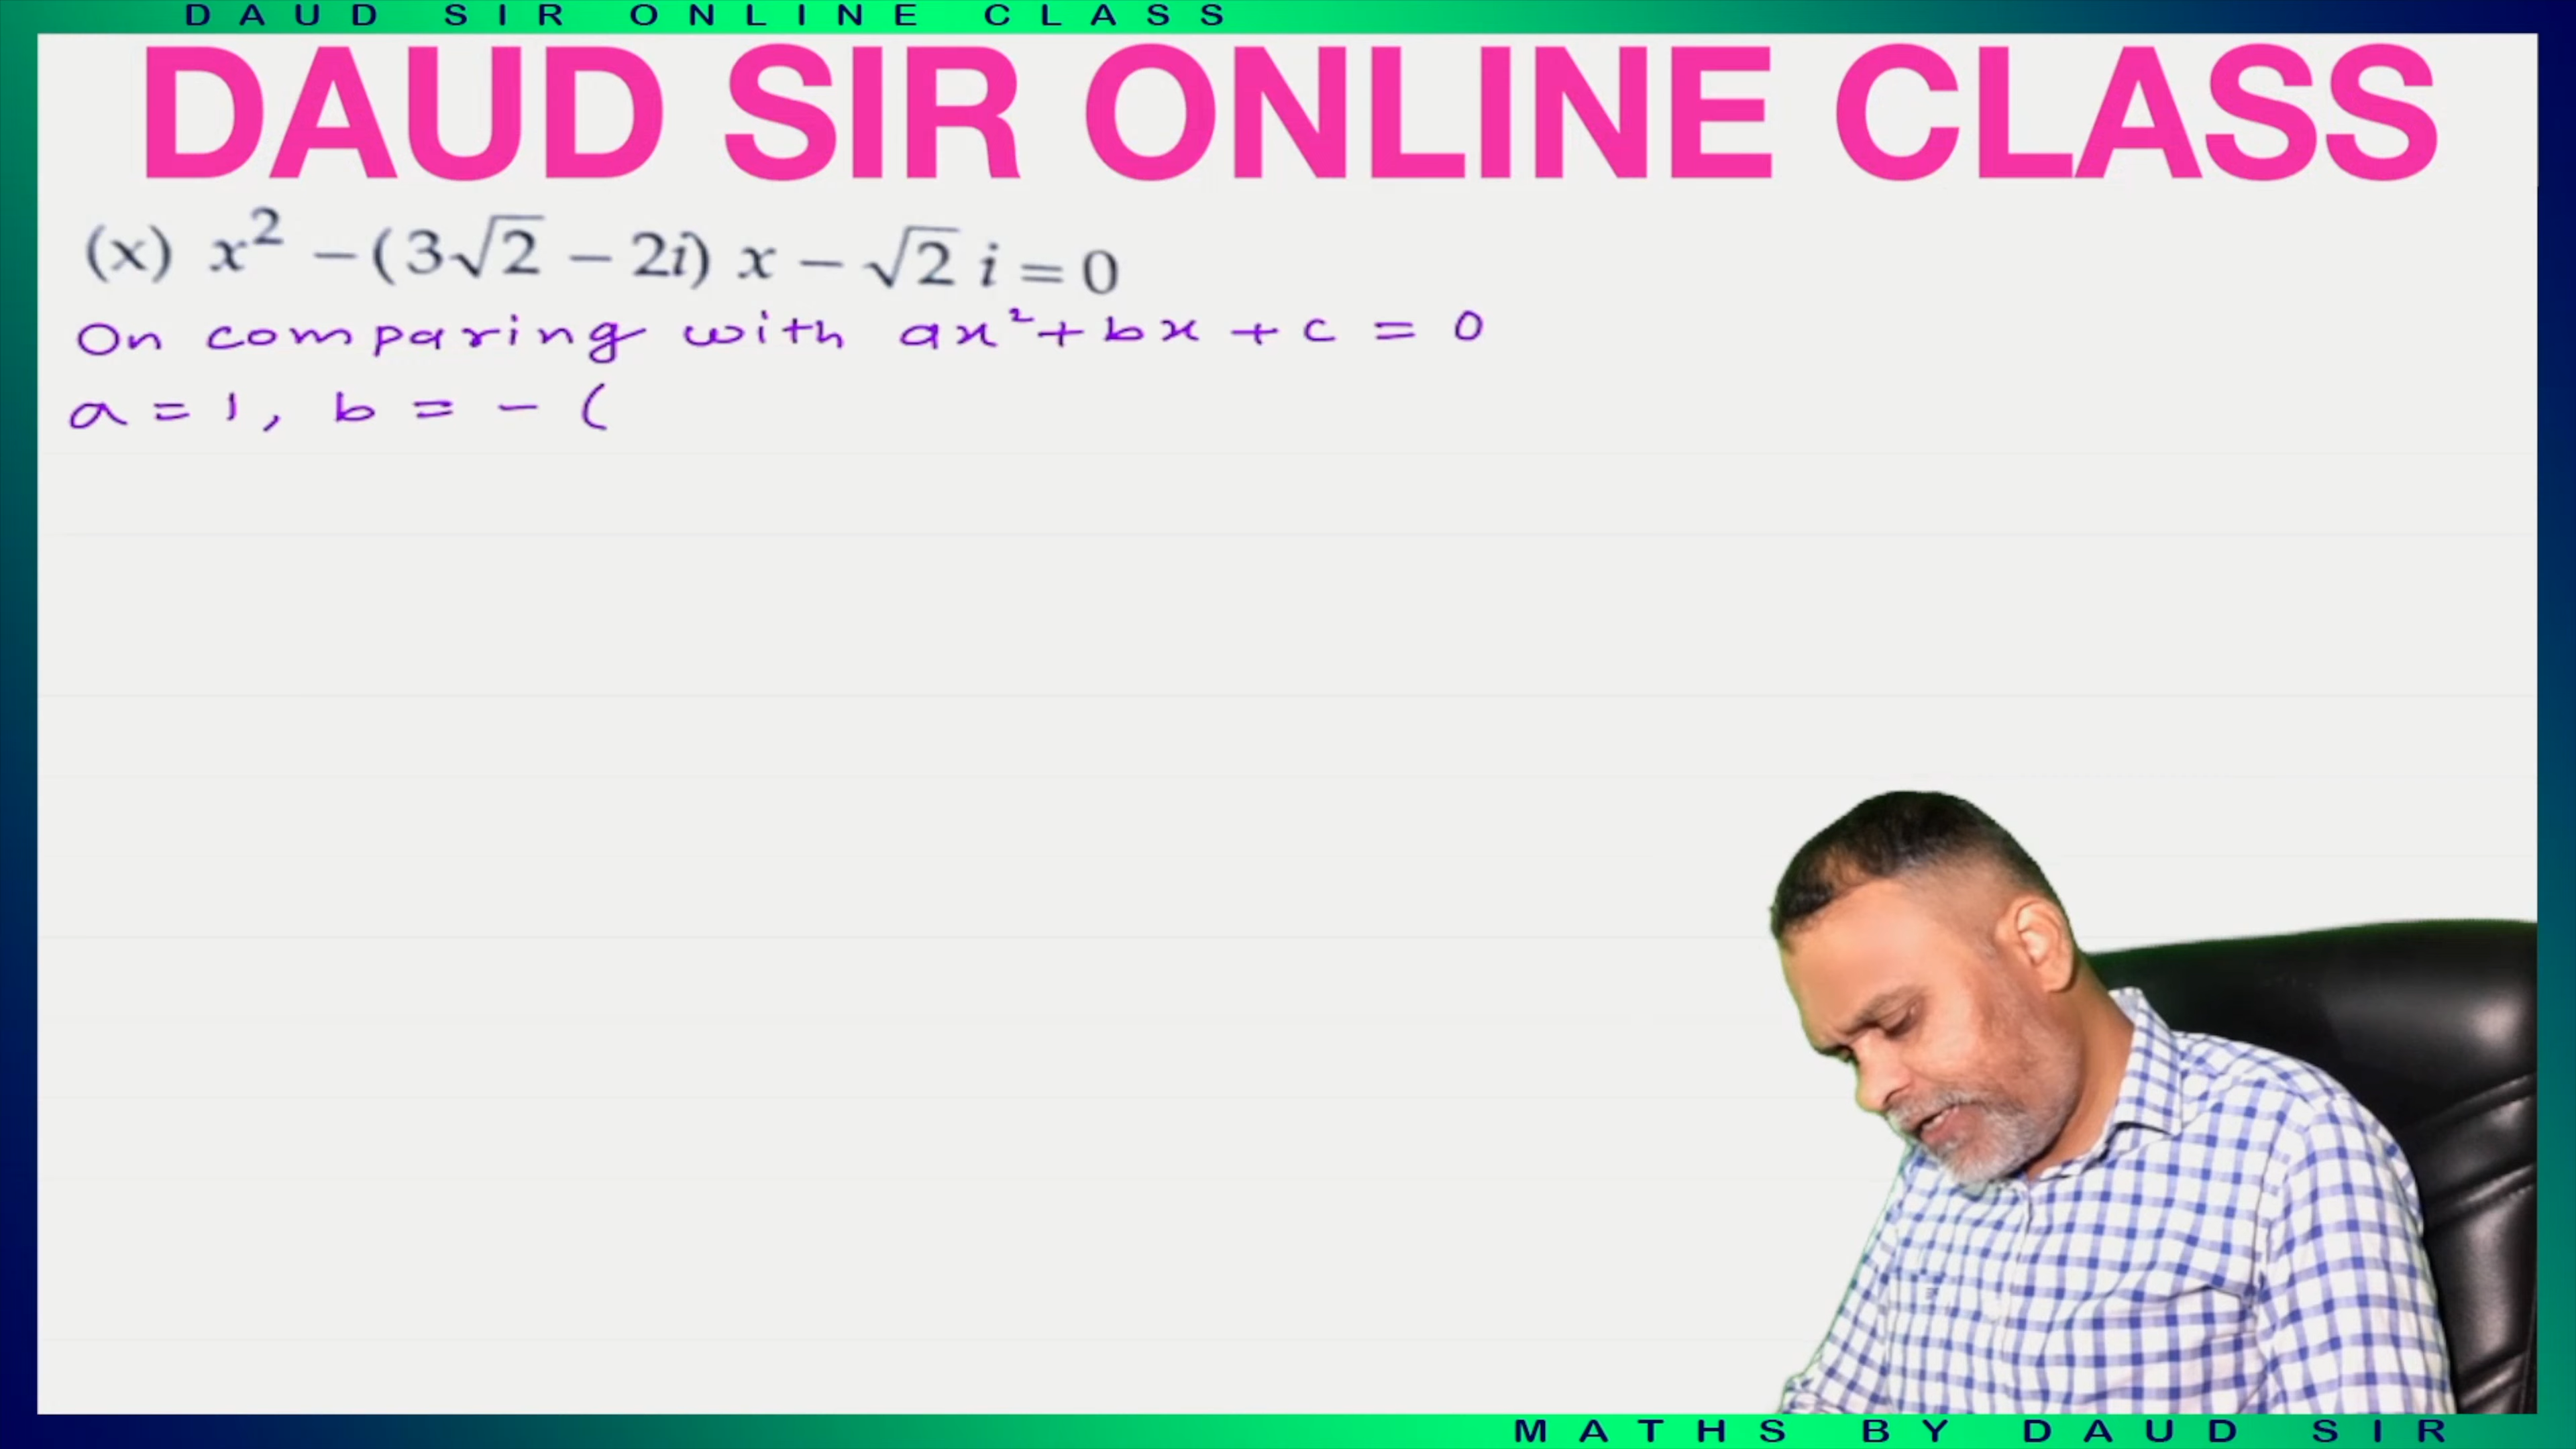 DAUD SIR ONLINE CLASS
DAUD SIR ONLINE CLASS
(x) x² − (3√2 − 2i) x − √2 i = 0
On comparing with ax² + bx + c = 0
a = 1, b = − (
MATHS BY DAUD SIR